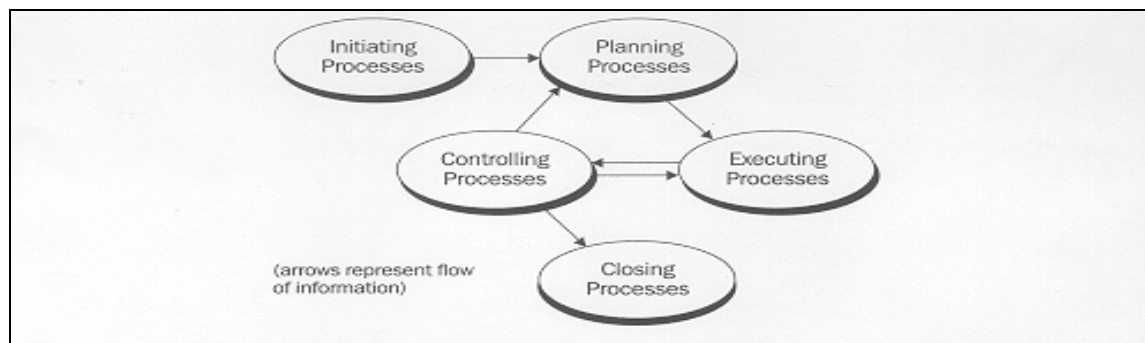 Initiating
Processes
Planning
Processes
Controlling
Processes
Executing
Processes
Closing
Processes
(arrows represent flow
of information)